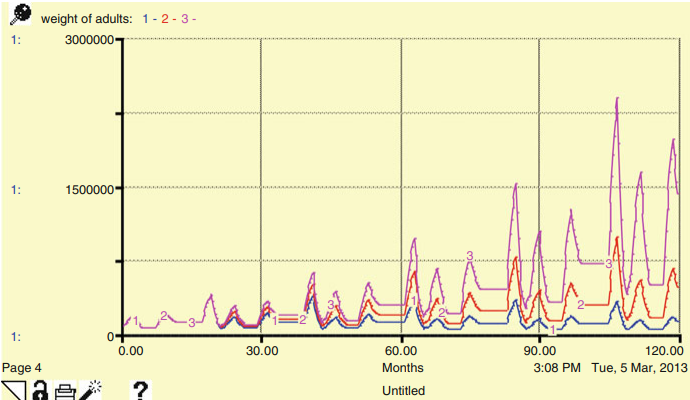 weight of adults: 1 - 2 - 3 -
1: 3000000
1: 1500000
1: 0
1 2 3 1 2 3 3 1 2 3 1 2 3
0.00 30.00 60.00 90.00 120.00
Page 4 Months 3:08 PM Tue, 5 Mar, 2013
Untitled
?